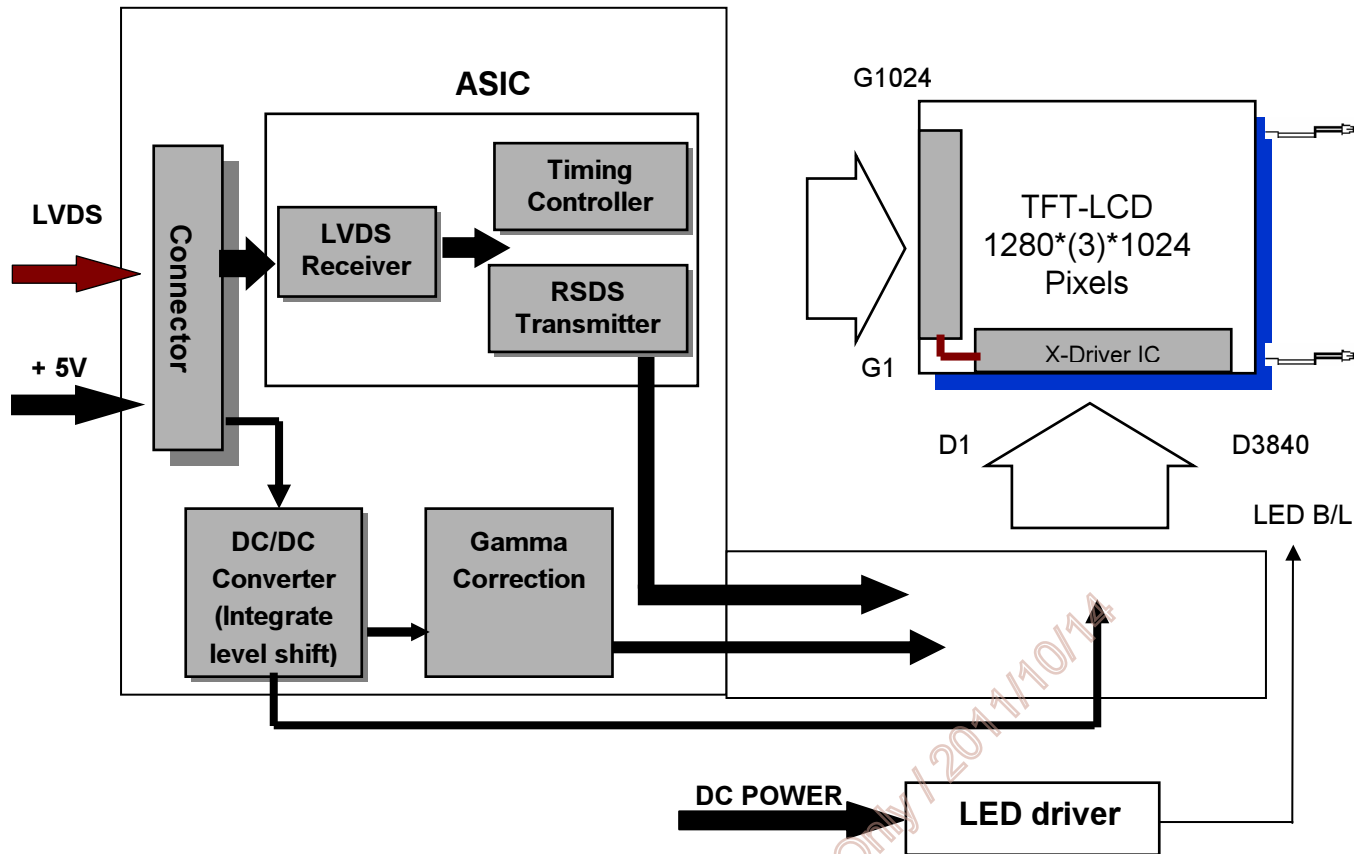 ASIC
LVDS
+ 5V
Connector
LVDS
Receiver
Timing
Controller
RSDS
Transmitter
DC/DC
Converter
(Integrate
level shift)
Gamma
Correction
G1024
G1
TFT-LCD
1280*(3)*1024
Pixels
X-Driver IC
D1
D3840
LED B/L
DC POWER
LED driver
Only / 2011/10/14